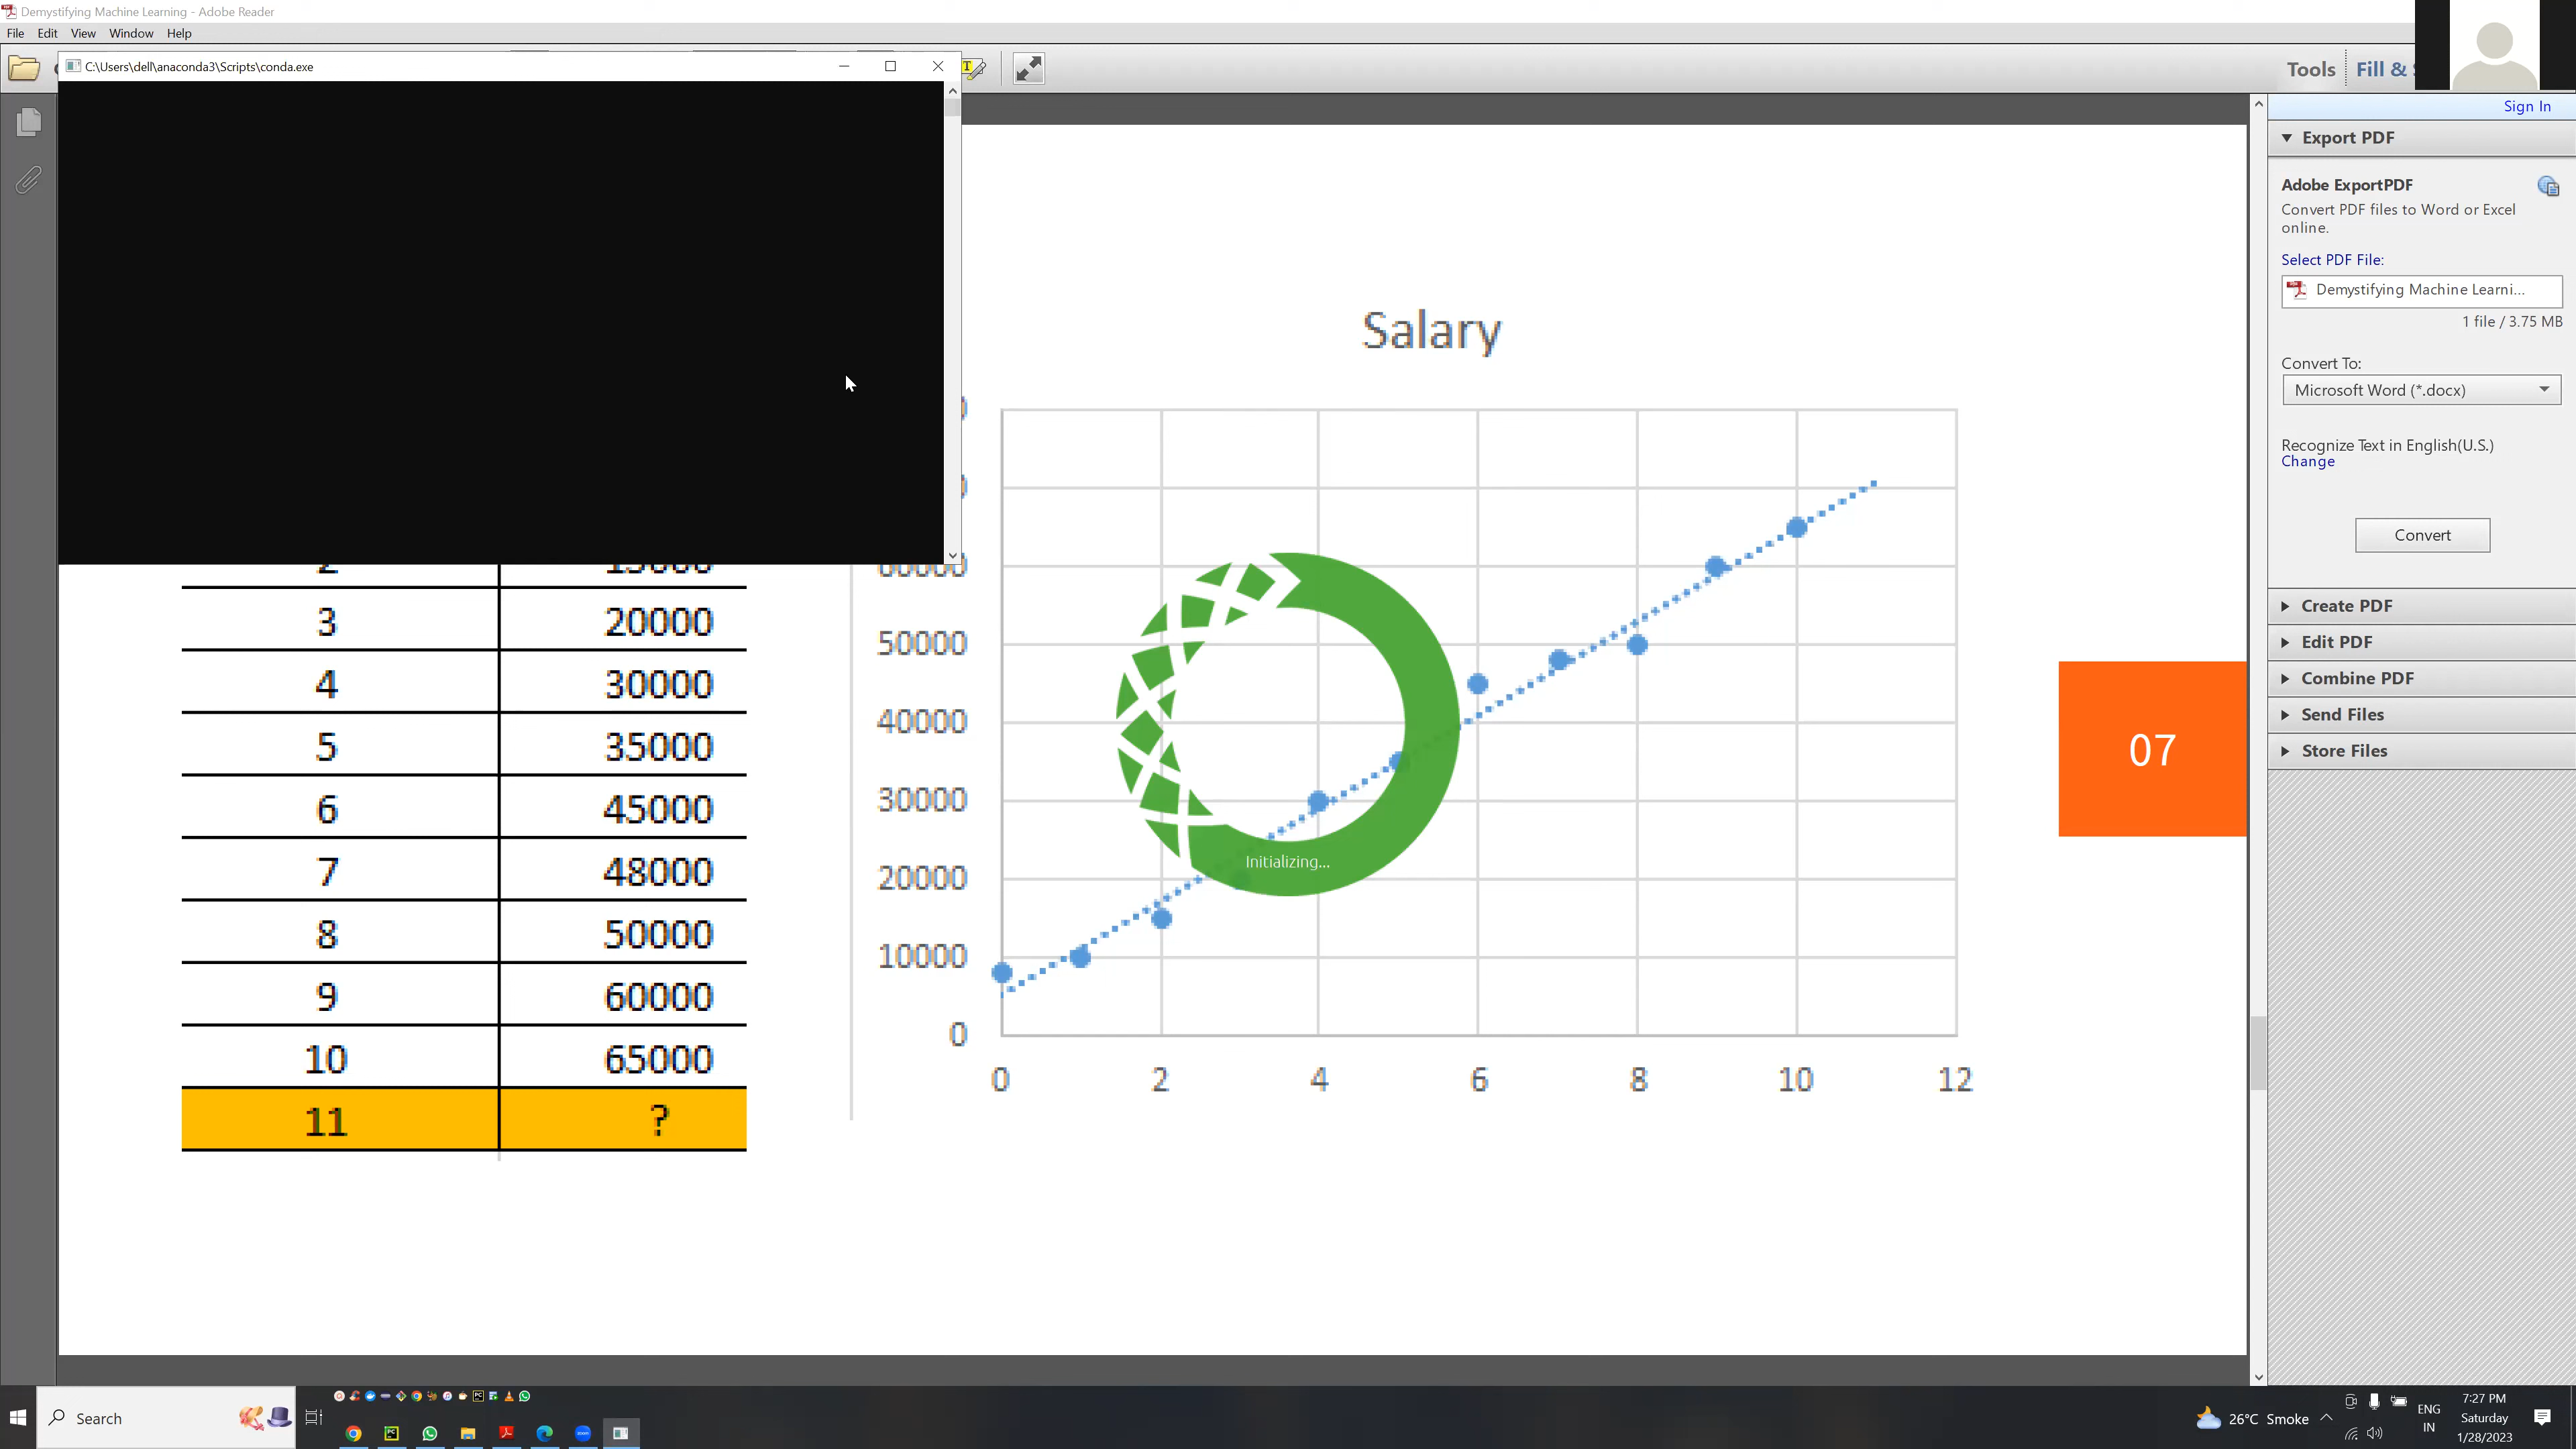 Demystifying Machine Learning - Adobe Reader
File Edit View Window Help
C:\Users\dell\anaconda3\Scripts\conda.exe
Tools Fill &
Sign In
Export PDF
Adobe ExportPDF
Convert PDF files to Word or Excel
online.
Select PDF File:
Demystifying Machine Learni...
1 file / 3.75 MB
Convert To:
Microsoft Word (*.docx)
Recognize Text in English(U.S.)
Change
Convert
Create PDF
Edit PDF
Combine PDF
Send Files
Store Files
2 15000
3 20000
4 30000
5 35000
6 45000
7 48000
8 50000
9 60000
10 65000
11 ?
Salary
60000
50000
40000
30000
20000
10000
0
0 2 4 6 8 10 12
Initializing...
07
Search
26°C Smoke
ENG
IN
7:27 PM
Saturday
1/28/2023